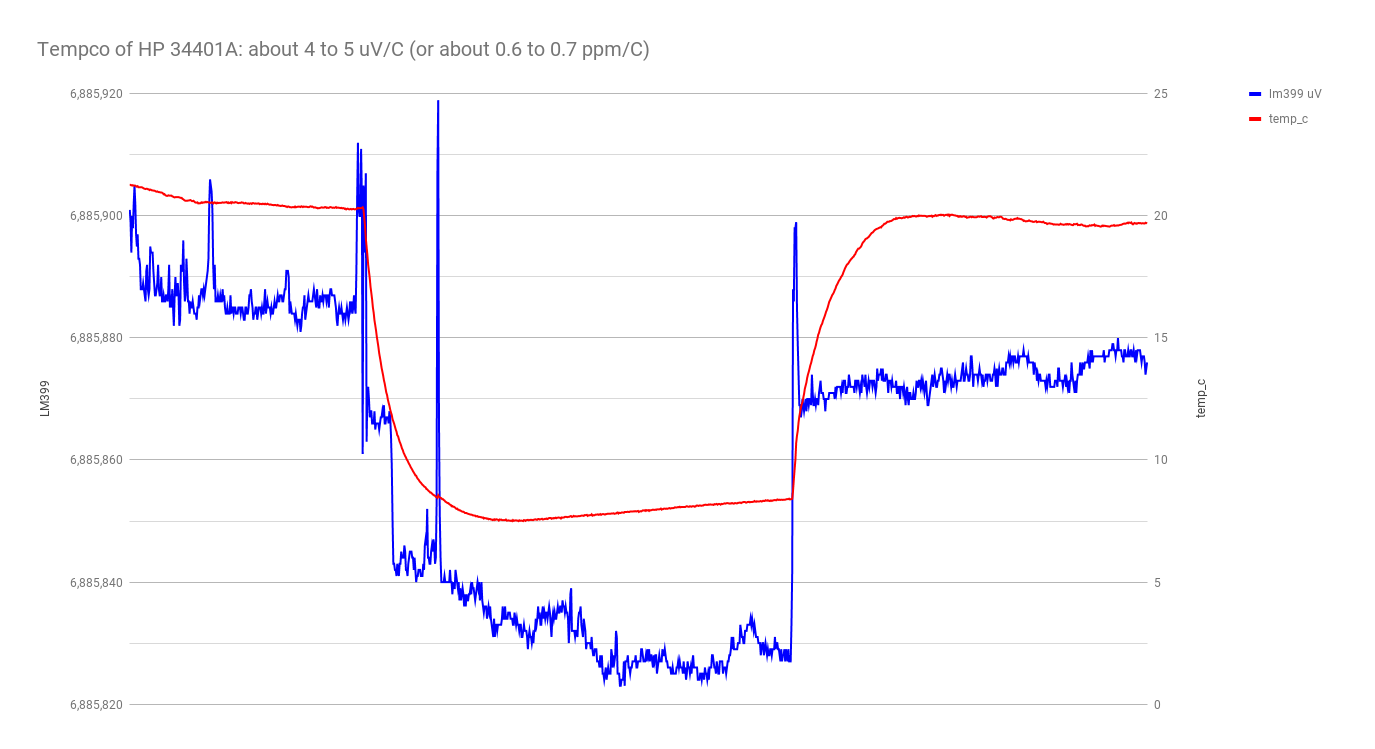 Tempco of HP 34401A: about 4 to 5 uV/C (or about 0.6 to 0.7 ppm/C)
6,885,920
6,885,900
6,885,880
6,885,860
6,885,840
6,885,820
LM399
25
20
15
10
5
0
temp_c
lm399 uV
temp_c